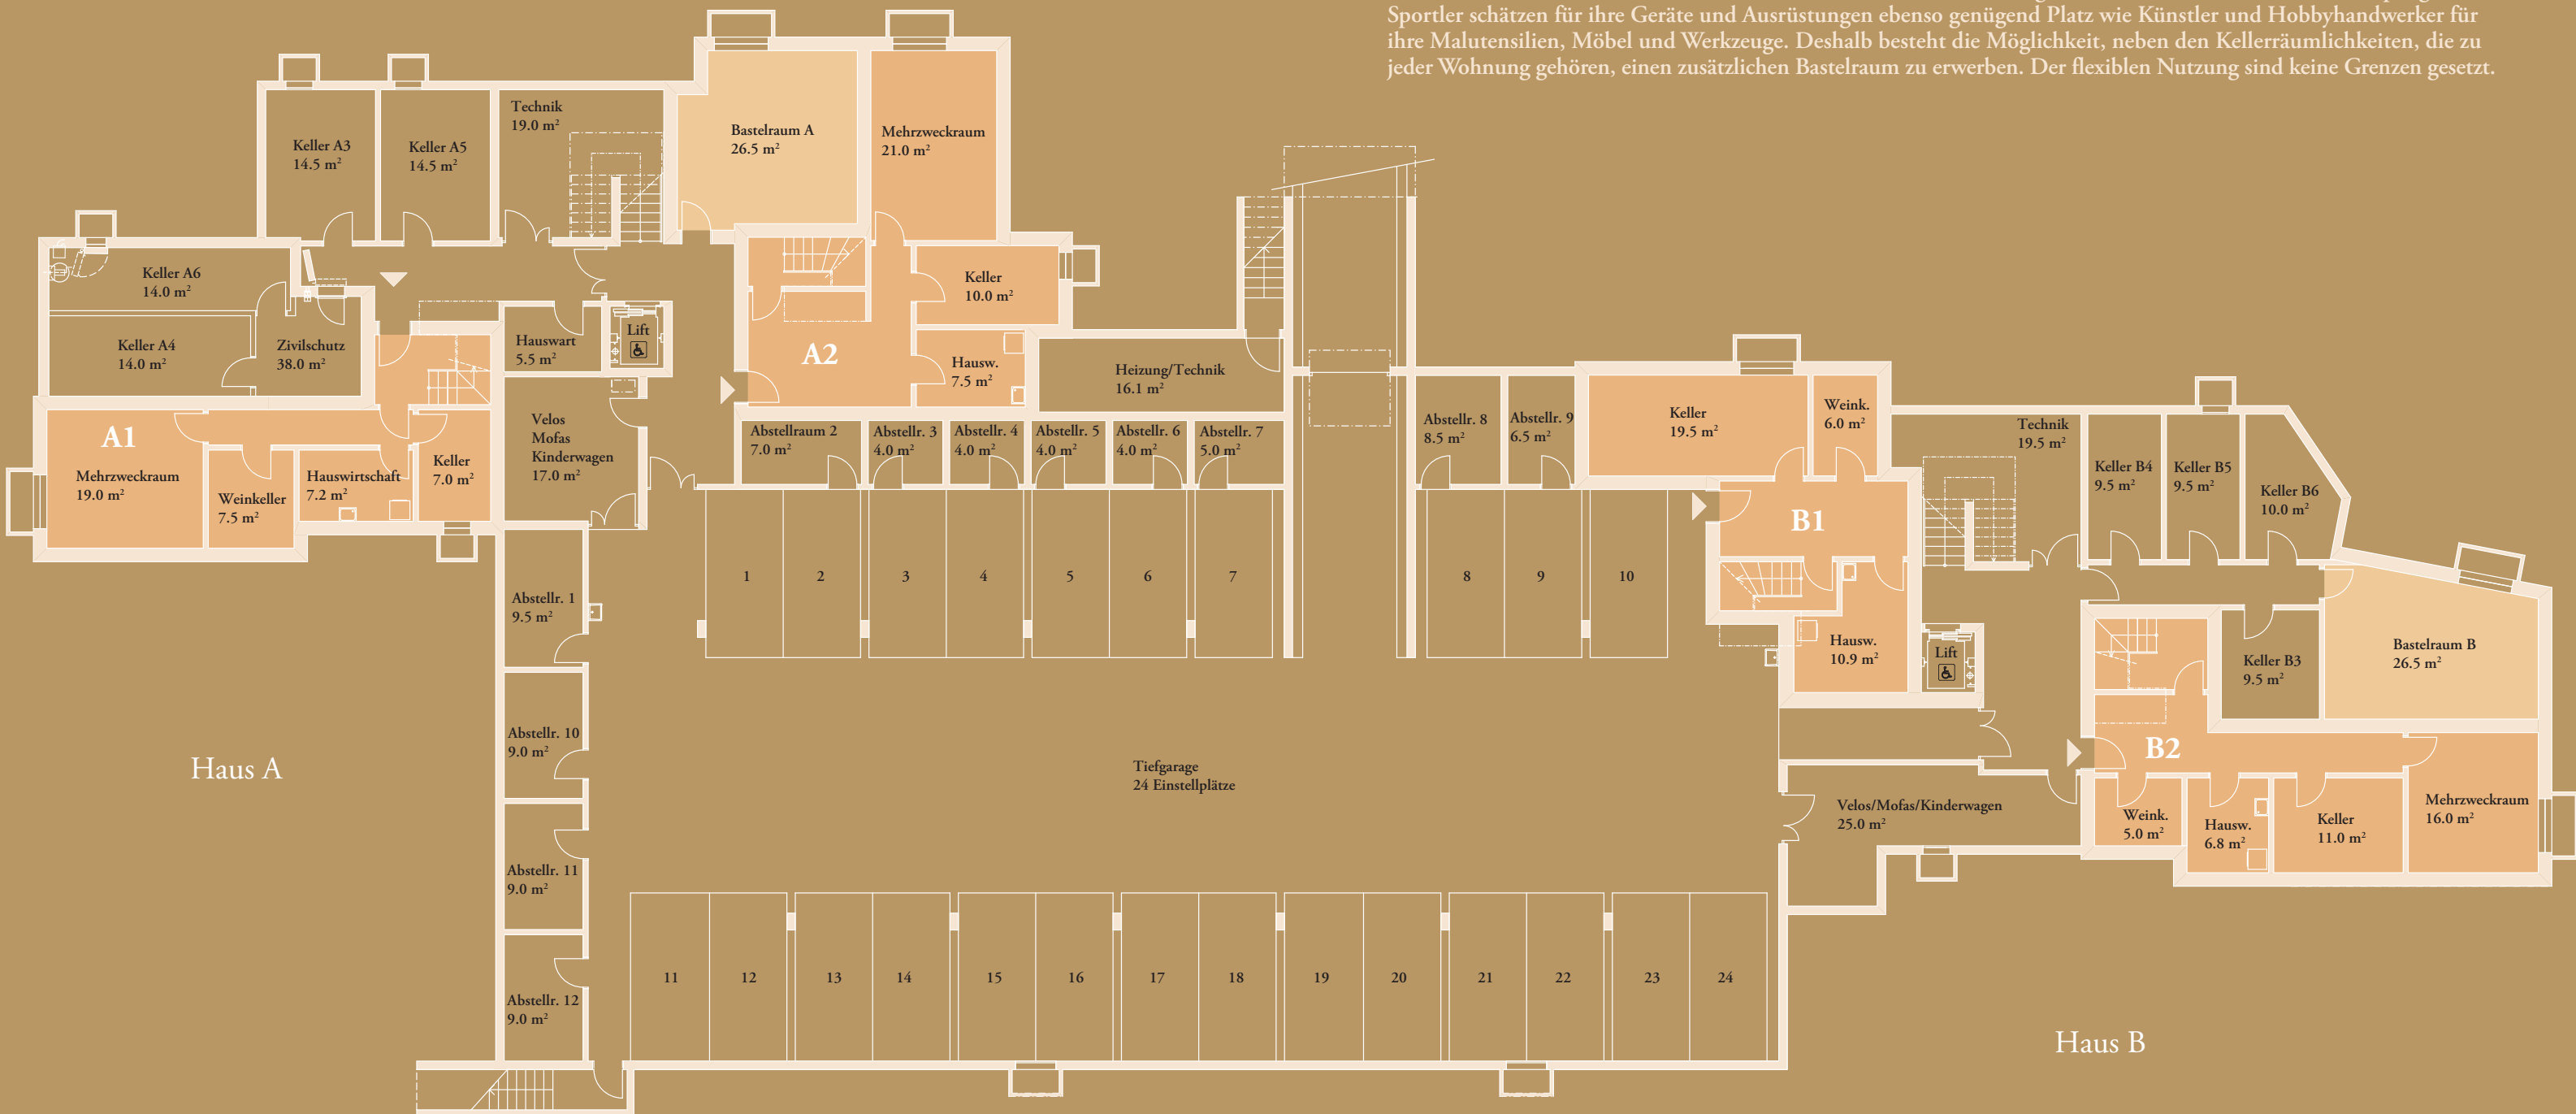 Sportler schätzen für ihre Geräte und Ausrüstungen ebenso genügend Platz wie Künstler und Hobbyhandwerker für
ihre Malutensilien, Möbel und Werkzeuge. Deshalb besteht die Möglichkeit, neben den Kellerräumlichkeiten, die zu
jeder Wohnung gehören, einen zusätzlichen Bastelraum zu erwerben. Der flexiblen Nutzung sind keine Grenzen gesetzt.
Keller A3
14.5 m²
Keller A5
14.5 m²
Technik
19.0 m²
Bastelraum A
26.5 m²
Mehrzweckraum
21.0 m²
Keller A6
14.0 m²
Keller A4
14.0 m²
Zivilschutz
38.0 m²
Hauswart
5.5 m²
Lift
A2
Keller
10.0 m²
Hausw.
7.5 m²
Heizung/Technik
16.1 m²
A1
Mehrzweckraum
19.0 m²
Weinkeller
7.5 m²
Hauswirtschaft
7.2 m²
Keller
7.0 m²
Velos
Mofas
Kinderwagen
17.0 m²
Abstellraum 2
7.0 m²
Abstellr. 3
4.0 m²
Abstellr. 4
4.0 m²
Abstellr. 5
4.0 m²
Abstellr. 6
4.0 m²
Abstellr. 7
5.0 m²
Abstellr. 8
8.5 m²
Abstellr. 9
6.5 m²
Keller
19.5 m²
Weink.
6.0 m²
Technik
19.5 m²
Keller B4
9.5 m²
Keller B5
9.5 m²
Keller B6
10.0 m²
B1
1
2
3
4
5
6
7
8
9
10
Abstellr. 1
9.5 m²
Hausw.
10.9 m²
Lift
Keller B3
9.5 m²
Bastelraum B
26.5 m²
Abstellr. 10
9.0 m²
Haus A
Tiefgarage
24 Einstellplätze
B2
Velos/Mofas/Kinderwagen
25.0 m²
Weink.
5.0 m²
Hausw.
6.8 m²
Keller
11.0 m²
Mehrzweckraum
16.0 m²
Abstellr. 11
9.0 m²
Abstellr. 12
9.0 m²
11
12
13
14
15
16
17
18
19
20
21
22
23
24
Haus B